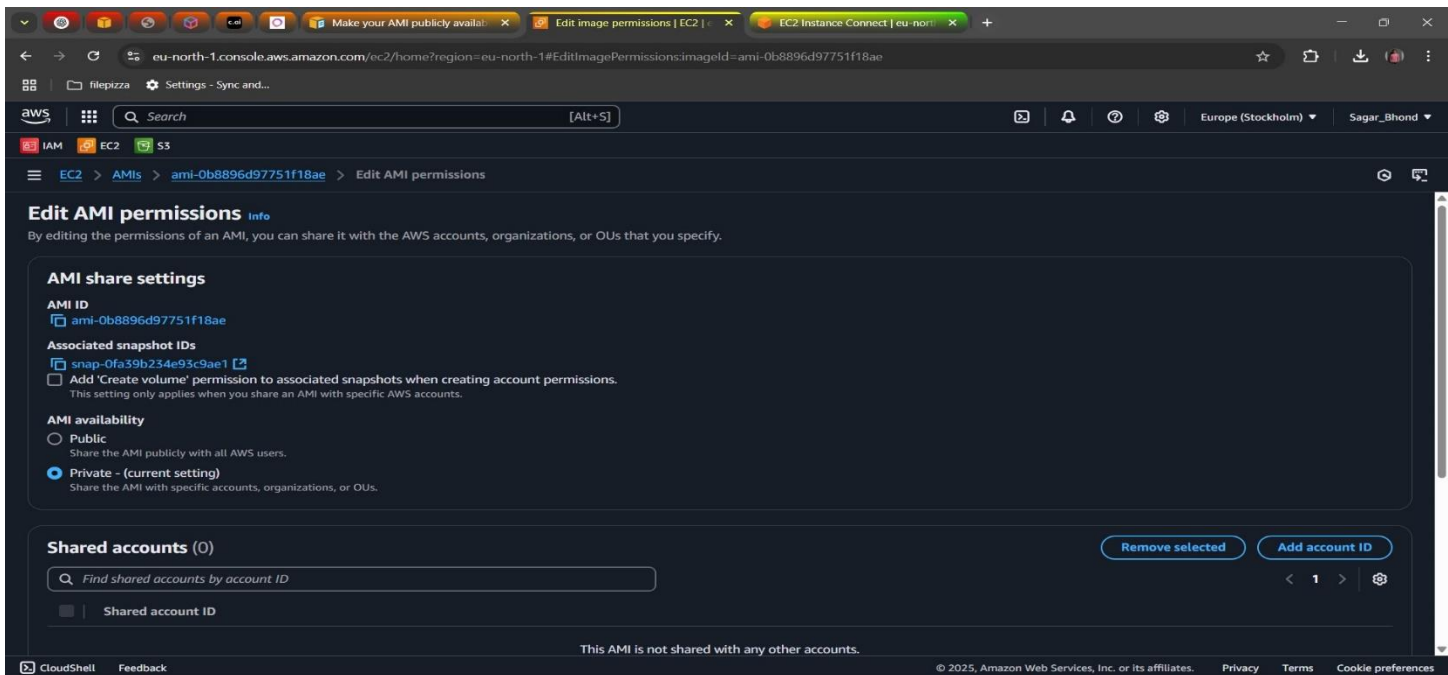 c.ai
Make your AMI publicly availab
Edit image permissions | EC2 | e
EC2 Instance Connect | eu-nort
eu-north-1.console.aws.amazon.com/ec2/home?region=eu-north-1#EditImagePermissions:imageId=ami-0b8896d97751f18ae
filepizza Settings - Sync and...
aws Search [Alt+S] Europe (Stockholm) Sagar_Bhond
IAM EC2 S3
EC2 > AMIs > ami-0b8896d97751f18ae > Edit AMI permissions
Edit AMI permissions Info
By editing the permissions of an AMI, you can share it with the AWS accounts, organizations, or OUs that you specify.
AMI share settings
AMI ID
ami-0b8896d97751f18ae
Associated snapshot IDs
snap-0fa39b234e93c9ae1
Add 'Create volume' permission to associated snapshots when creating account permissions.
This setting only applies when you share an AMI with specific AWS accounts.
AMI availability
Public
Share the AMI publicly with all AWS users.
Private - (current setting)
Share the AMI with specific accounts, organizations, or OUs.
Shared accounts (0) Remove selected Add account ID
Find shared accounts by account ID < 1 >
Shared account ID
This AMI is not shared with any other accounts.
CloudShell Feedback © 2025, Amazon Web Services, Inc. or its affiliates. Privacy Terms Cookie preferences